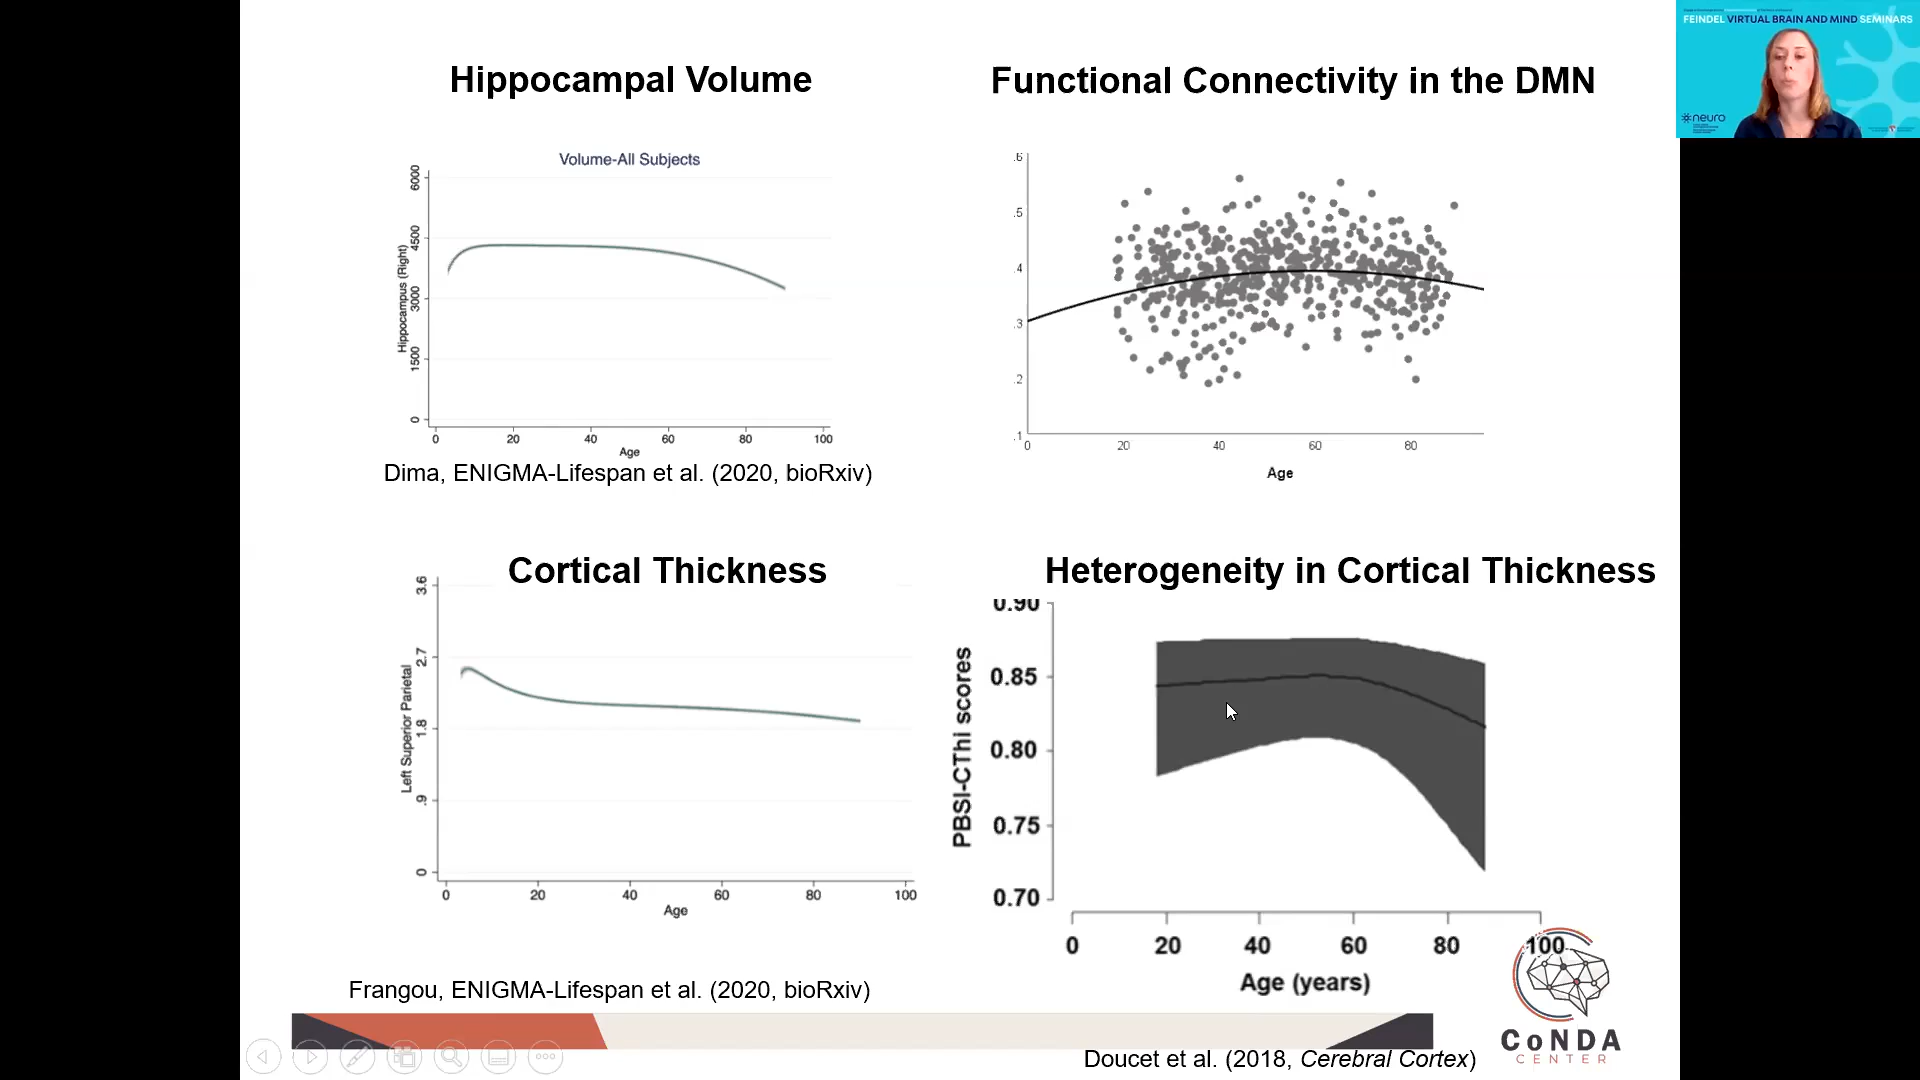 FEINDEL VIRTUAL BRAIN AND MIND SEMINARS
neuro
Hippocampal Volume
Volume-All Subjects
Hippocampus (Right)
6000
4500
3000
1500
0
0 20 40 60 80 100
Age
Dima, ENIGMA-Lifespan et al. (2020, bioRxiv)
Functional Connectivity in the DMN
.6
.5
.4
.3
.2
.1
0 20 40 60 80
Age
Cortical Thickness
Left Superior Parietal
3.6
2.7
1.8
.9
0
0 20 40 60 80 100
Age
Frangou, ENIGMA-Lifespan et al. (2020, bioRxiv)
Heterogeneity in Cortical Thickness
PBSI-CThi scores
0.90
0.85
0.80
0.75
0.70
0 20 40 60 80 100
Age (years)
CoNDA
CENTER
Doucet et al. (2018, Cerebral Cortex)